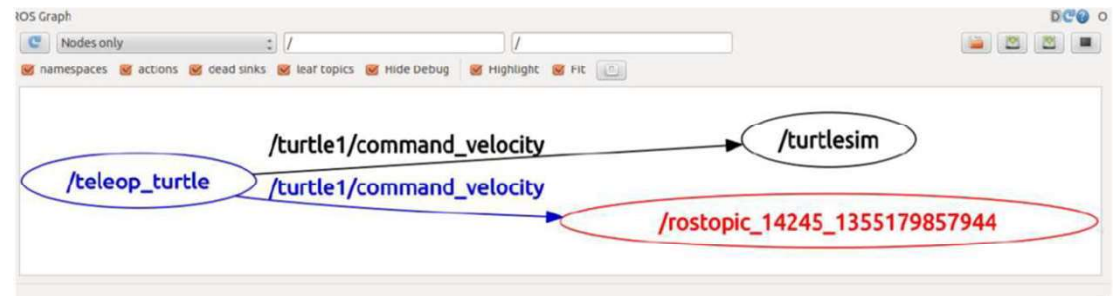 ROS Graph
D C ? O
Nodes only / /
namespaces actions dead sinks leaf topics Hide Debug Highlight Fit
/turtle1/command_velocity /turtlesim
/teleop_turtle /turtle1/command_velocity
/rostopic_14245_1355179857944